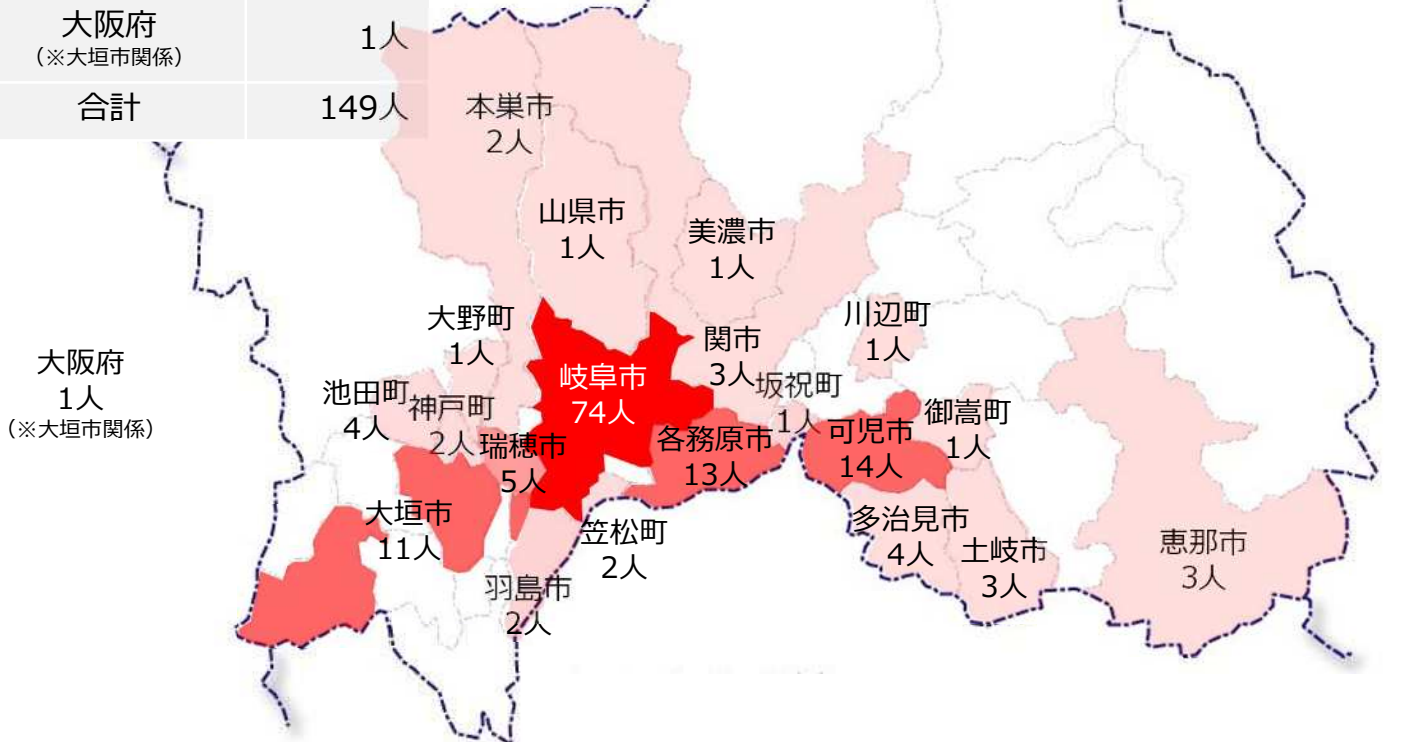 大阪府 1人
（※大垣市関係）
合計 149人
本巣市
2人
山県市
1人
美濃市
1人
大野町
1人
川辺町
1人
関市
3人
大阪府
1人
（※大垣市関係）
池田町
4人
神戸町
2人
岐阜市
74人
坂祝町
1人
瑞穂市
5人
各務原市
13人
可児市
14人
御嵩町
1人
大垣市
11人
笠松町
2人
多治見市
4人
土岐市
3人
恵那市
3人
羽島市
2人